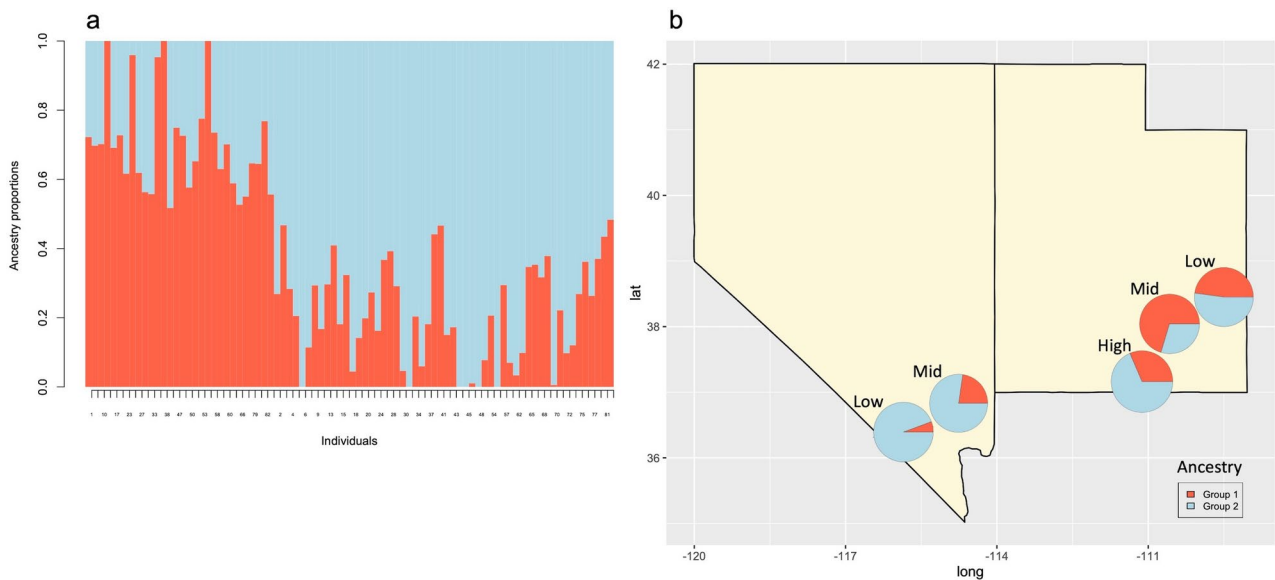 a
1.0
0.8
0.6
0.4
0.2
0.0
Ancestry proportions
1 10 17 23 27 33 38 47 50 53 58 60 66 2 4 6 9 13 15 18 20 24 26 28 30 34 37 41 43 48 54 57 62 65 68 70 72 75 77 81
Individuals
b
42
40
38
36
lat
Low
Mid
High
Mid
Low
Ancestry
Group 1
Group 2
-120 -117 -114 -111
long